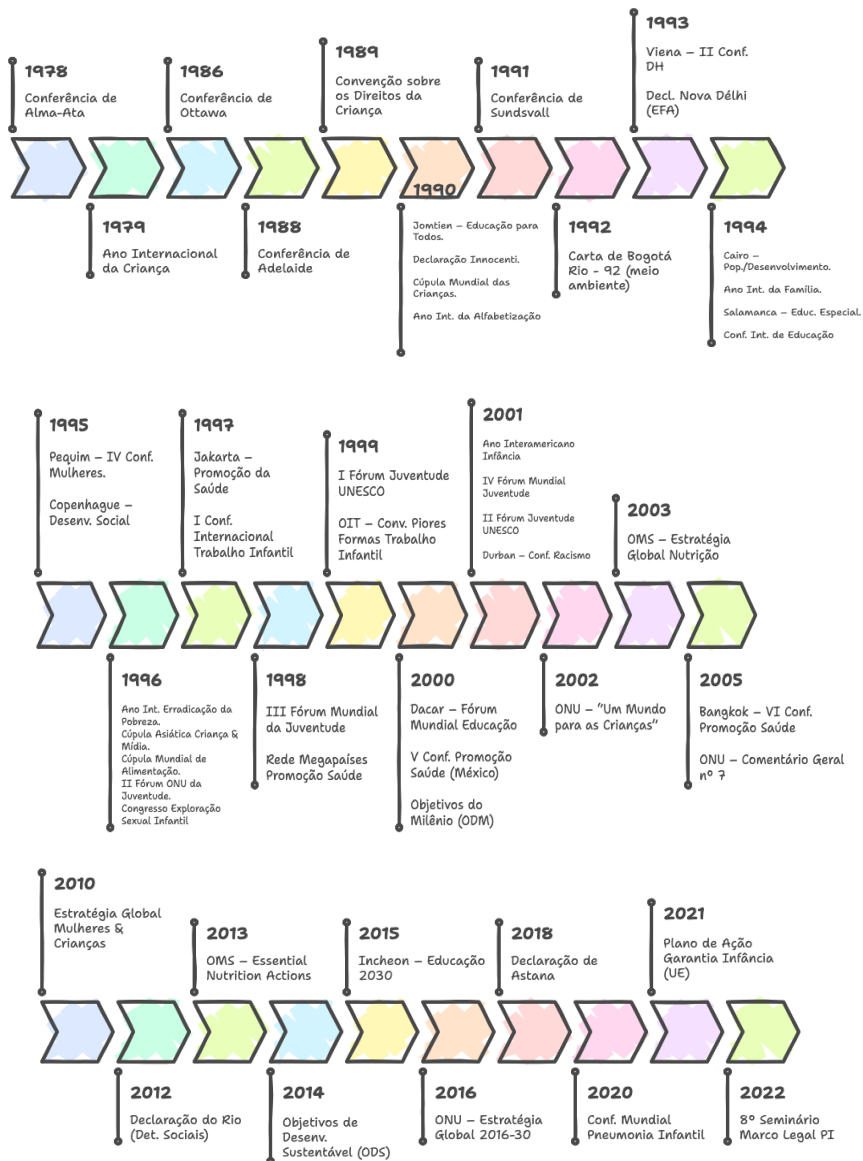 1978
Conferência de
Alma-Ata
1979
Ano Internacional
da Criança
1986
Conferência de
Ottawa
1988
Conferência de
Adelaide
1989
Convenção sobre
os Direitos da
Criança
1990
Jomtien – Educação para
Todos.
Declaração Innocenti.
Cúpula Mundial das
Crianças.
Ano Int. da Alfabetização
1991
Conferência de
Sundsvall
1992
Carta de Bogotá
Rio - 92 (meio
ambiente)
1993
Viena – II Conf.
DH
Decl. Nova Délhi
(EFA)
1994
Cairo –
Pop./Desenvolvimento.
Ano Int. da Família.
Salamanca – Educ. Especial.
Conf. Int. de Educação
1995
Pequim – IV Conf.
Mulheres.
Copenhague –
Desenv. Social
1996
Ano Int. Erradicação da
Pobreza.
Cúpula Asiática Criança &
Mídia.
Cúpula Mundial de
Alimentação.
II Fórum ONU da
Juventude.
Congresso Exploração
Sexual Infantil
1997
Jakarta –
Promoção da
Saúde
I Conf.
Internacional
Trabalho Infantil
1998
III Fórum Mundial
da Juventude
Rede Megapaíses
Promoção Saúde
1999
I Fórum Juventude
UNESCO
OIT – Conv. Piores
Formas Trabalho
Infantil
2000
Dacar – Fórum
Mundial Educação
V Conf. Promoção
Saúde (México)
Objetivos do
Milênio (ODM)
2001
Ano Interamericano
Infância
IV Fórum Mundial
Juventude
II Fórum Juventude
UNESCO
Durban – Conf. Racismo
2002
ONU – “Um Mundo
para as Crianças”
2003
OMS – Estratégia
Global Nutrição
2005
Bangkok – VI Conf.
Promoção Saúde
ONU – Comentário Geral
nº 7
2010
Estratégia Global
Mulheres &
Crianças
2012
Declaração do Rio
(Det. Sociais)
2013
OMS – Essential
Nutrition Actions
2014
Objetivos de
Desenv.
Sustentável (ODS)
2015
Incheon – Educação
2030
2016
ONU – Estratégia
Global 2016-30
2018
Declaração de
Astana
2020
Conf. Mundial
Pneumonia Infantil
2021
Plano de Ação
Garantia Infância
(UE)
2022
8º Seminário
Marco Legal PI